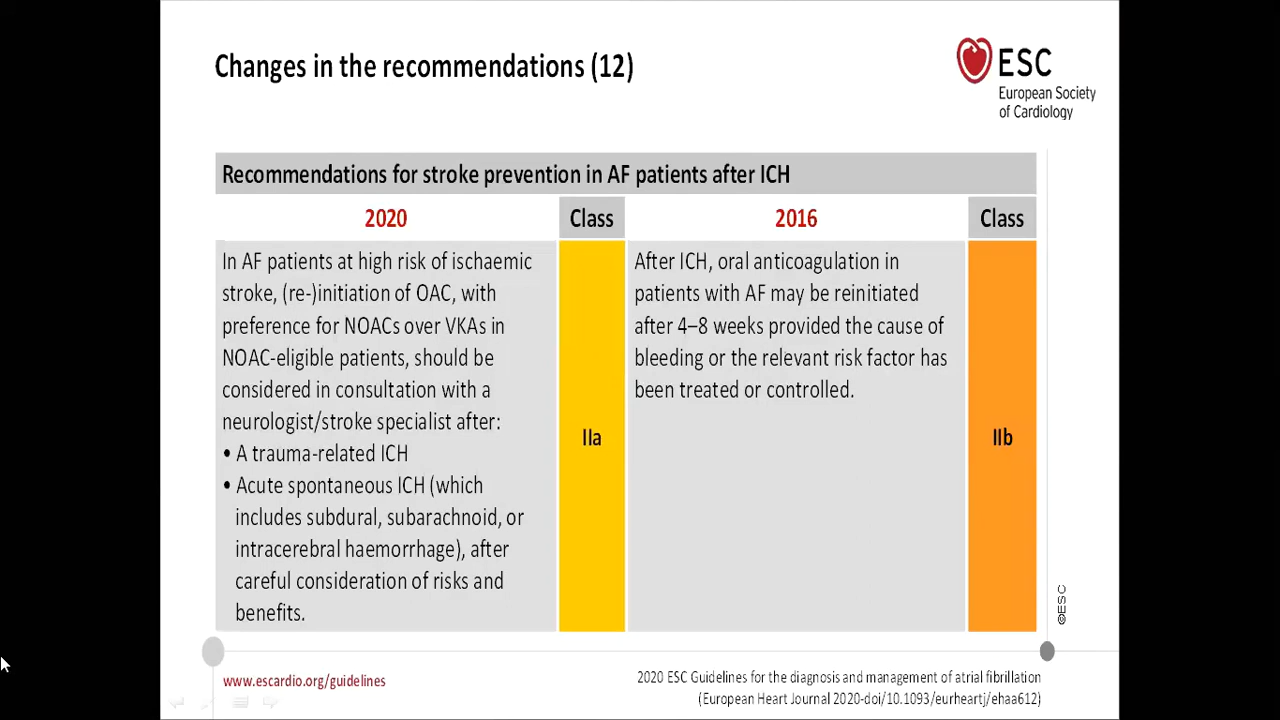 Changes in the recommendations (12)
ESC
European Society
of Cardiology
Recommendations for stroke prevention in AF patients after ICH
2020
Class
2016
Class
In AF patients at high risk of ischaemic
stroke, (re-)initiation of OAC, with
preference for NOACs over VKAs in
NOAC-eligible patients, should be
considered in consultation with a
neurologist/stroke specialist after:
• A trauma-related ICH
• Acute spontaneous ICH (which
includes subdural, subarachnoid, or
intracerebral haemorrhage), after
careful consideration of risks and
benefits.
IIa
After ICH, oral anticoagulation in
patients with AF may be reinitiated
after 4–8 weeks provided the cause of
bleeding or the relevant risk factor has
been treated or controlled.
IIb
©ESC
www.escardio.org/guidelines
2020 ESC Guidelines for the diagnosis and management of atrial fibrillation
(European Heart Journal 2020-doi/10.1093/eurheartj/ehaa612)